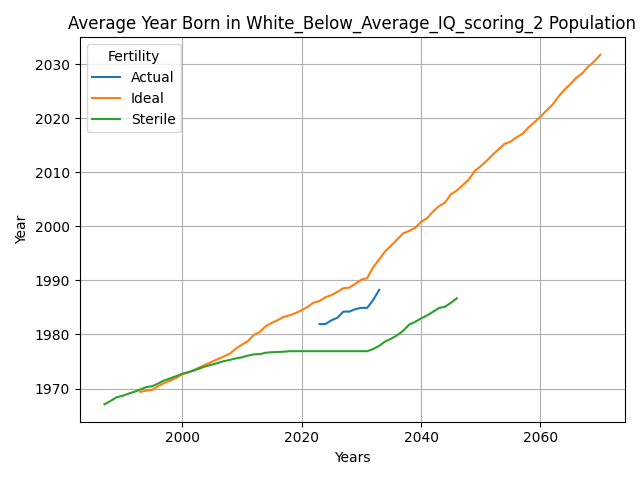 Average Year Born in White_Below_Average_IQ_scoring_2 Population
Fertility
Actual
Ideal
Sterile
2030
2020
2010
2000
1990
1980
1970
Year
2000 2020 2040 2060
Years